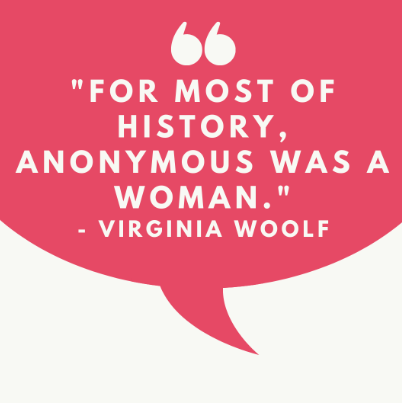 "FOR MOST OF
HISTORY,
ANONYMOUS WAS A
WOMAN."
- VIRGINIA WOOLF